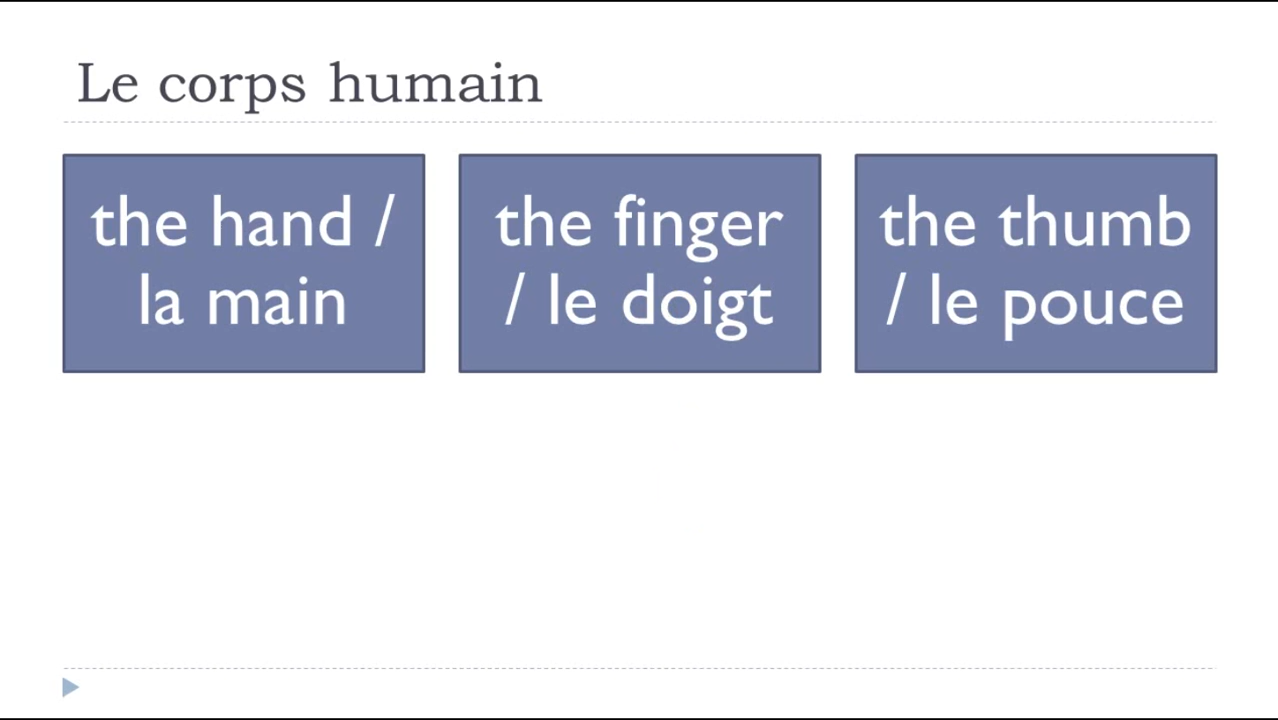 Le corps humain
the hand /
la main
the finger
/ le doigt
the thumb
/ le pouce